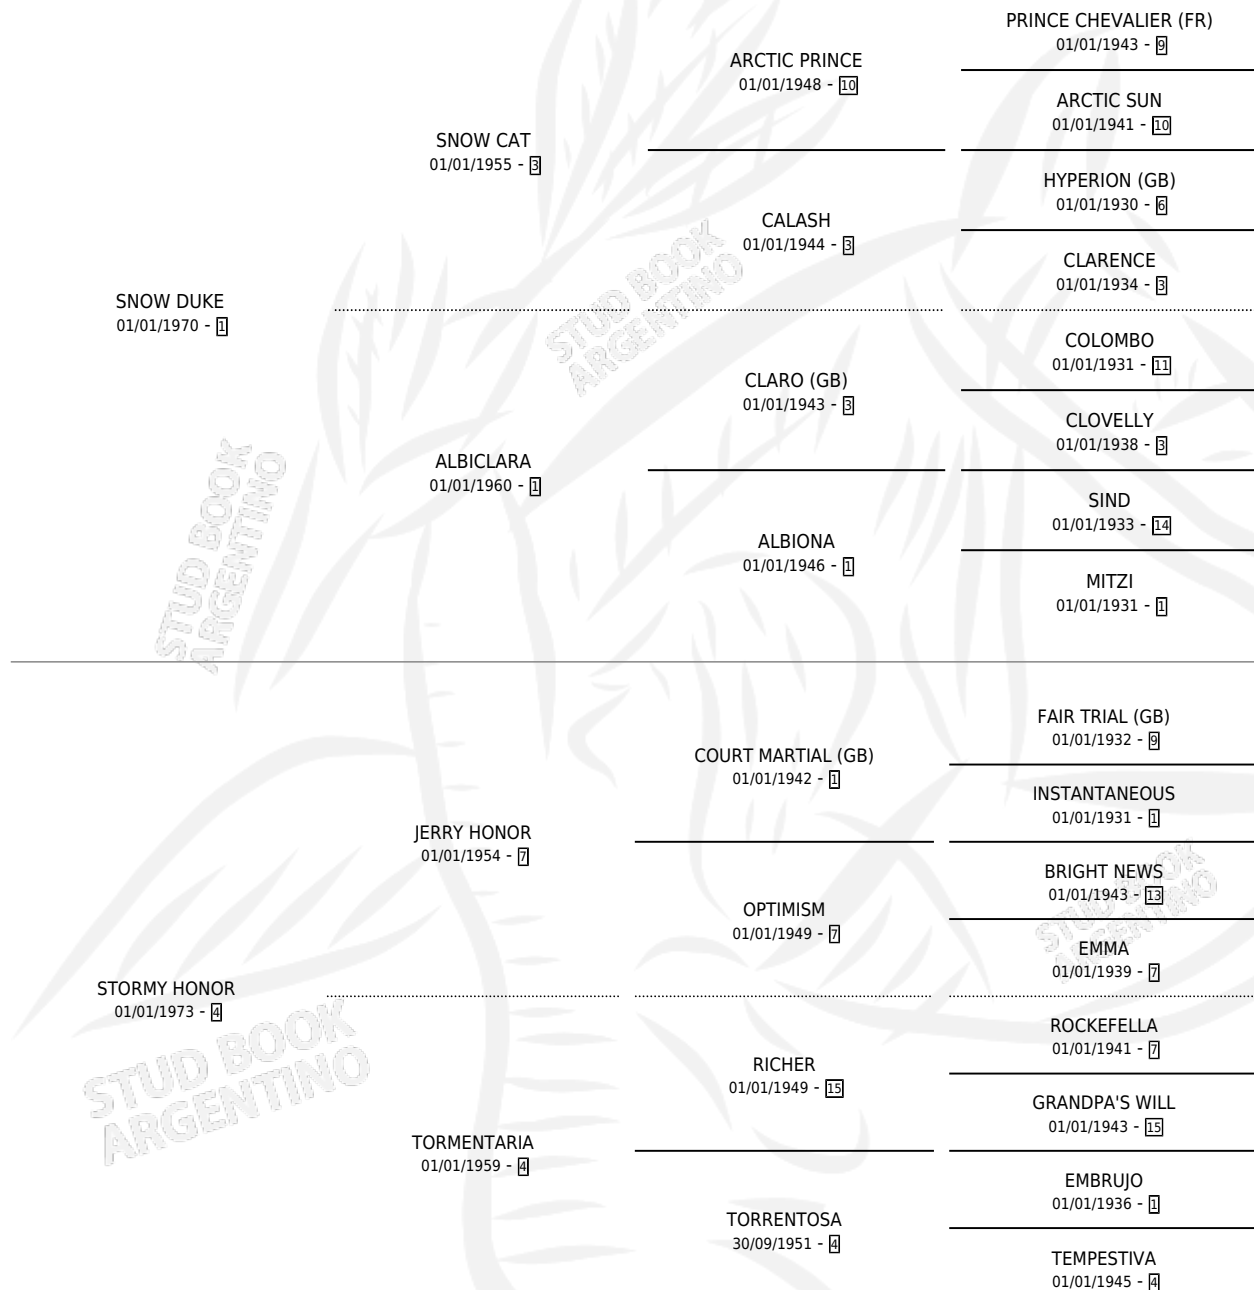 PRINCE CHEVALIER (FR)
01/01/1943 - 9
ARCTIC PRINCE
01/01/1948 - 10
ARCTIC SUN
01/01/1941 - 10
SNOW CAT
01/01/1955 - 3
HYPERION (GB)
01/01/1930 - 6
CALASH
01/01/1944 - 3
CLARENCE
01/01/1934 - 3
SNOW DUKE
01/01/1970 - 1
COLOMBO
01/01/1931 - 11
CLARO (GB)
01/01/1943 - 3
CLOVELLY
01/01/1938 - 3
ALBICLARA
01/01/1960 - 1
SIND
01/01/1933 - 14
ALBIONA
01/01/1946 - 1
MITZI
01/01/1931 - 1
FAIR TRIAL (GB)
01/01/1932 - 9
COURT MARTIAL (GB)
01/01/1942 - 1
INSTANTANEOUS
01/01/1931 - 1
JERRY HONOR
01/01/1954 - 7
BRIGHT NEWS
01/01/1943 - 13
OPTIMISM
01/01/1949 - 7
EMMA
01/01/1939 - 7
STORMY HONOR
01/01/1973 - 4
ROCKEFELLA
01/01/1941 - 7
RICHER
01/01/1949 - 15
GRANDPA'S WILL
01/01/1943 - 15
TORMENTARIA
01/01/1959 - 4
EMBRUJO
01/01/1936 - 1
TORRENTOSA
30/09/1951 - 4
TEMPESTIVA
01/01/1945 - 4
STUD BOOK
ARGENTINO
STUD BOOK
ARGENTINO
STUD BOOK
ARGENTINO
STUD BOOK
ARGENTINO